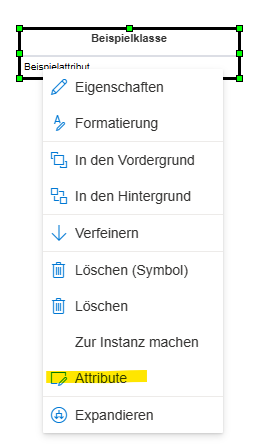 Beispielklasse
Beispielattribut
Eigenschaften
Formatierung
In den Vordergrund
In den Hintergrund
Verfeinern
Löschen (Symbol)
Löschen
Zur Instanz machen
Attribute
Expandieren